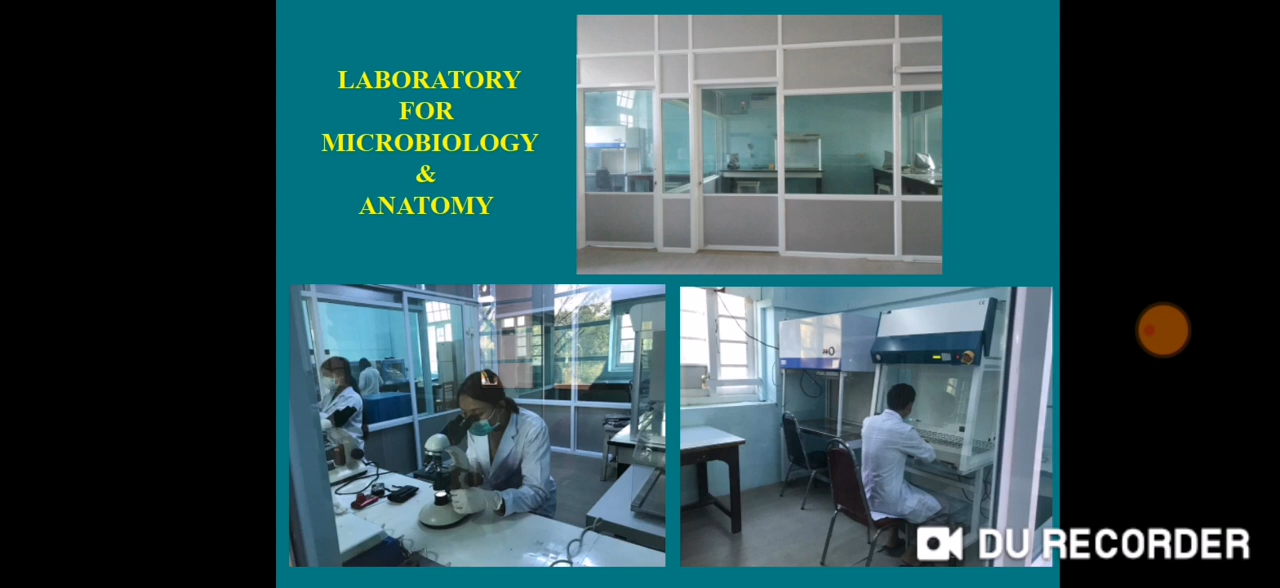 LABORATORY
FOR
MICROBIOLOGY
&
ANATOMY
DU RECORDER